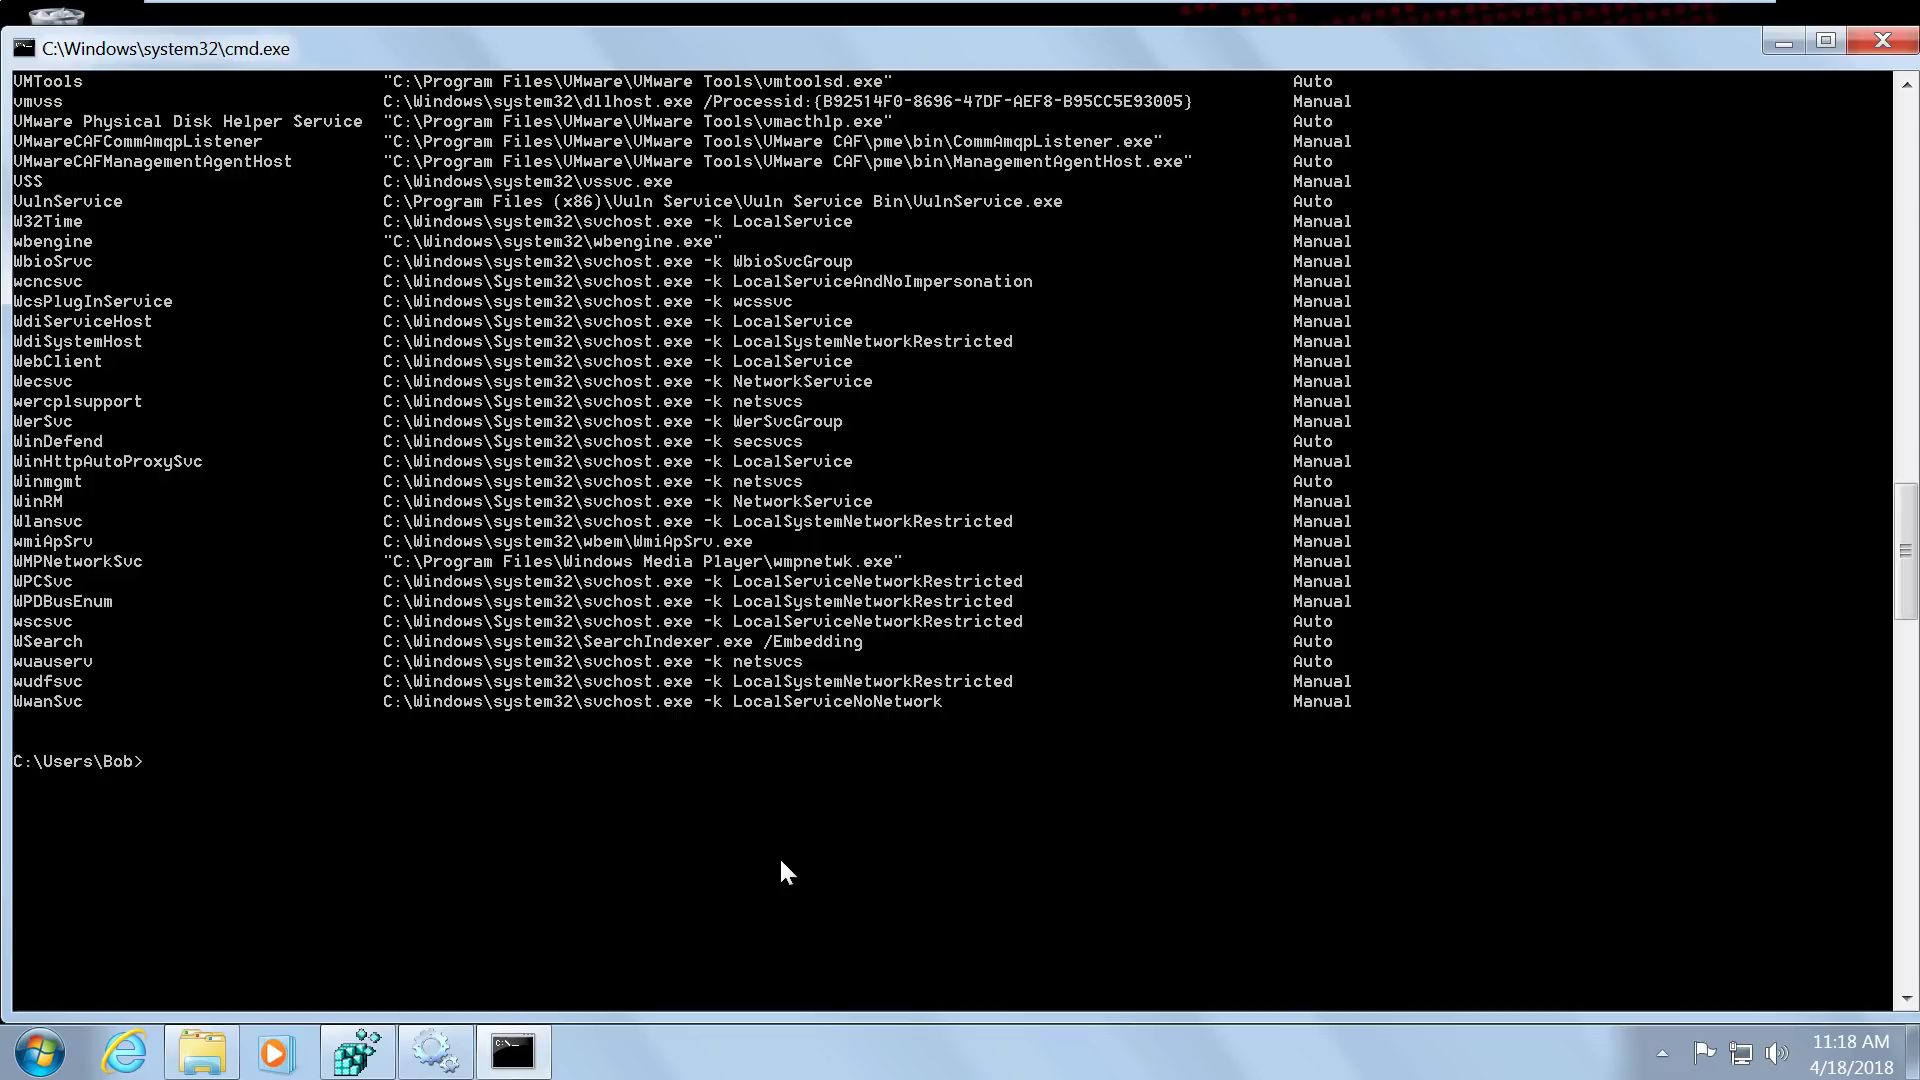 C:\Windows\system32\cmd.exe
VMTools "C:\Program Files\VMware\VMware Tools\vmtoolsd.exe" Auto
vmvss C:\Windows\system32\dllhost.exe /Processid:{B92514F0-8696-47DF-AEF8-B95CC5E93005} Manual
VMware Physical Disk Helper Service "C:\Program Files\VMware\VMware Tools\vmacthlp.exe" Auto
VMwareCAFCommAmqpListener "C:\Program Files\VMware\VMware Tools\VMware CAF\pme\bin\CommAmqpListener.exe" Manual
VMwareCAFManagementAgentHost "C:\Program Files\VMware\VMware Tools\VMware CAF\pme\bin\ManagementAgentHost.exe" Auto
VSS C:\Windows\system32\vssvc.exe Manual
VulnService C:\Program Files (x86)\Vuln Service\Vuln Service Bin\VulnService.exe Auto
W32Time C:\Windows\system32\svchost.exe -k LocalService Manual
wbengine "C:\Windows\system32\wbengine.exe" Manual
WbioSrvc C:\Windows\system32\svchost.exe -k WbioSvcGroup Manual
wcncsvc C:\Windows\System32\svchost.exe -k LocalServiceAndNoImpersonation Manual
WcsPlugInService C:\Windows\system32\svchost.exe -k wcssvc Manual
WdiServiceHost C:\Windows\System32\svchost.exe -k LocalService Manual
WdiSystemHost C:\Windows\System32\svchost.exe -k LocalSystemNetworkRestricted Manual
WebClient C:\Windows\system32\svchost.exe -k LocalService Manual
Wecsvc C:\Windows\system32\svchost.exe -k NetworkService Manual
wercplsupport C:\Windows\System32\svchost.exe -k netsvcs Manual
WerSvc C:\Windows\System32\svchost.exe -k WerSvcGroup Manual
WinDefend C:\Windows\System32\svchost.exe -k secsvcs Auto
WinHttpAutoProxySvc C:\Windows\system32\svchost.exe -k LocalService Manual
Winmgmt C:\Windows\system32\svchost.exe -k netsvcs Auto
WinRM C:\Windows\System32\svchost.exe -k NetworkService Manual
Wlansvc C:\Windows\system32\svchost.exe -k LocalSystemNetworkRestricted Manual
wmiApSrv C:\Windows\system32\wbem\WmiApSrv.exe Manual
WMPNetworkSvc "C:\Program Files\Windows Media Player\wmpnetwk.exe" Manual
WPCSvc C:\Windows\system32\svchost.exe -k LocalServiceNetworkRestricted Manual
WPDBusEnum C:\Windows\system32\svchost.exe -k LocalSystemNetworkRestricted Manual
wscsvc C:\Windows\System32\svchost.exe -k LocalServiceNetworkRestricted Auto
WSearch C:\Windows\system32\SearchIndexer.exe /Embedding Auto
wuauserv C:\Windows\system32\svchost.exe -k netsvcs Auto
wudfsvc C:\Windows\system32\svchost.exe -k LocalSystemNetworkRestricted Manual
WwanSvc C:\Windows\system32\svchost.exe -k LocalServiceNoNetwork Manual
C:\Users\Bob>
C:\.
11:18 AM
4/18/2018